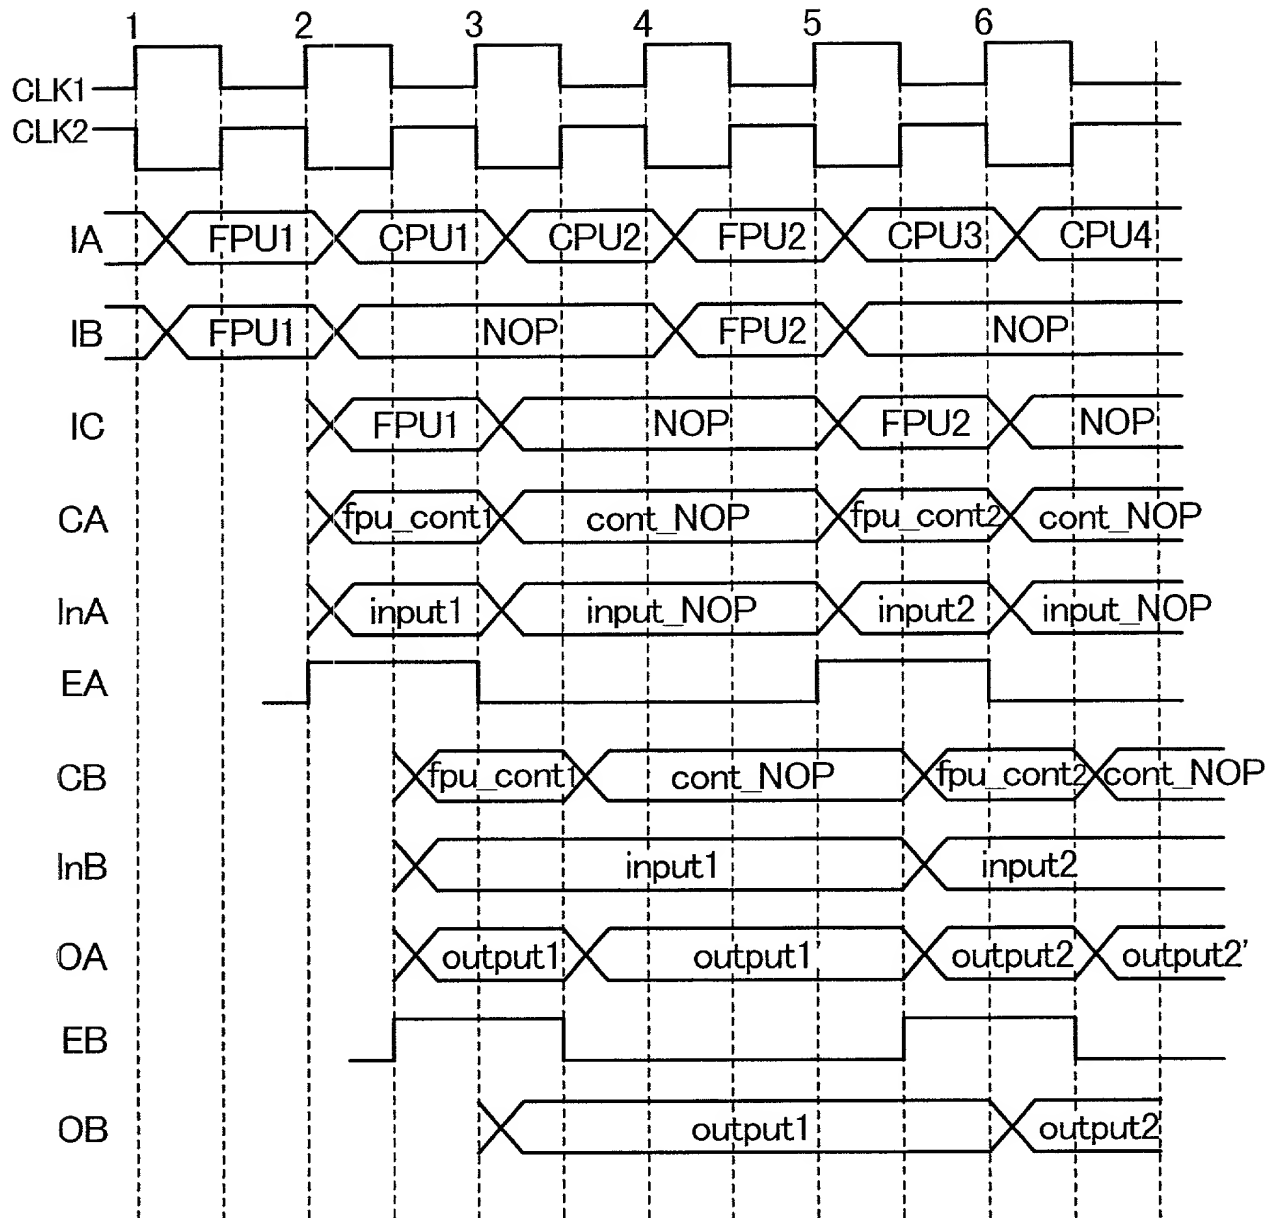 1 2 3 4 5 6
CLK1
CLK2
IA FPU1 CPU1 CPU2 FPU2 CPU3 CPU4
IB FPU1 NOP FPU2 NOP
IC FPU1 NOP FPU2 NOP
CA fpu_cont1 cont_NOP fpu_cont2 cont_NOP
InA input1 input_NOP input2 input_NOP
EA
CB fpu_cont1 cont_NOP fpu_cont2 cont_NOP
InB input1 input2
OA output1 output1' output2 output2'
EB
OB output1 output2